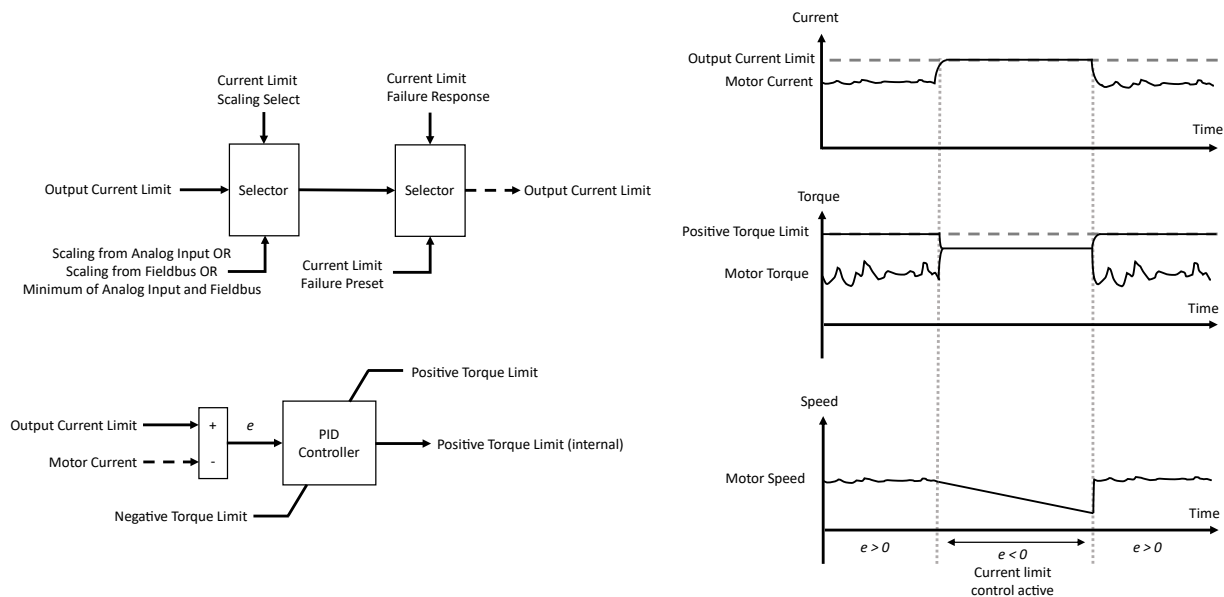 Current Limit
Scaling Select
Current Limit
Failure Response
Output Current Limit
Selector
Selector
Output Current Limit
Scaling from Analog Input OR
Scaling from Fieldbus OR
Minimum of Analog Input and Fieldbus
Current Limit
Failure Preset
Positive Torque Limit
Output Current Limit
+
e
PID
Controller
Positive Torque Limit (internal)
Motor Current
-
Negative Torque Limit
Current
Output Current Limit
Motor Current
Time
Torque
Positive Torque Limit
Motor Torque
Time
Speed
Motor Speed
Time
e > 0
e < 0
e > 0
Current limit
control active